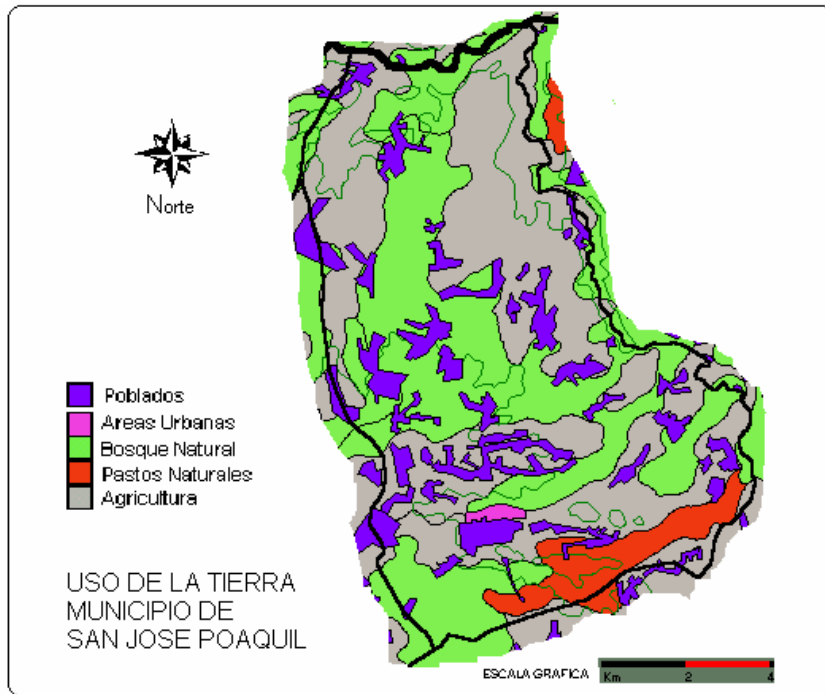 Norte
Poblados
Areas Urbanas
Bosque Natural
Pastos Naturales
Agricultura
USO DE LA TIERRA
MUNICIPIO DE
SAN JOSE POAQUIL
ESCALA GRAFICA
Km 2 4